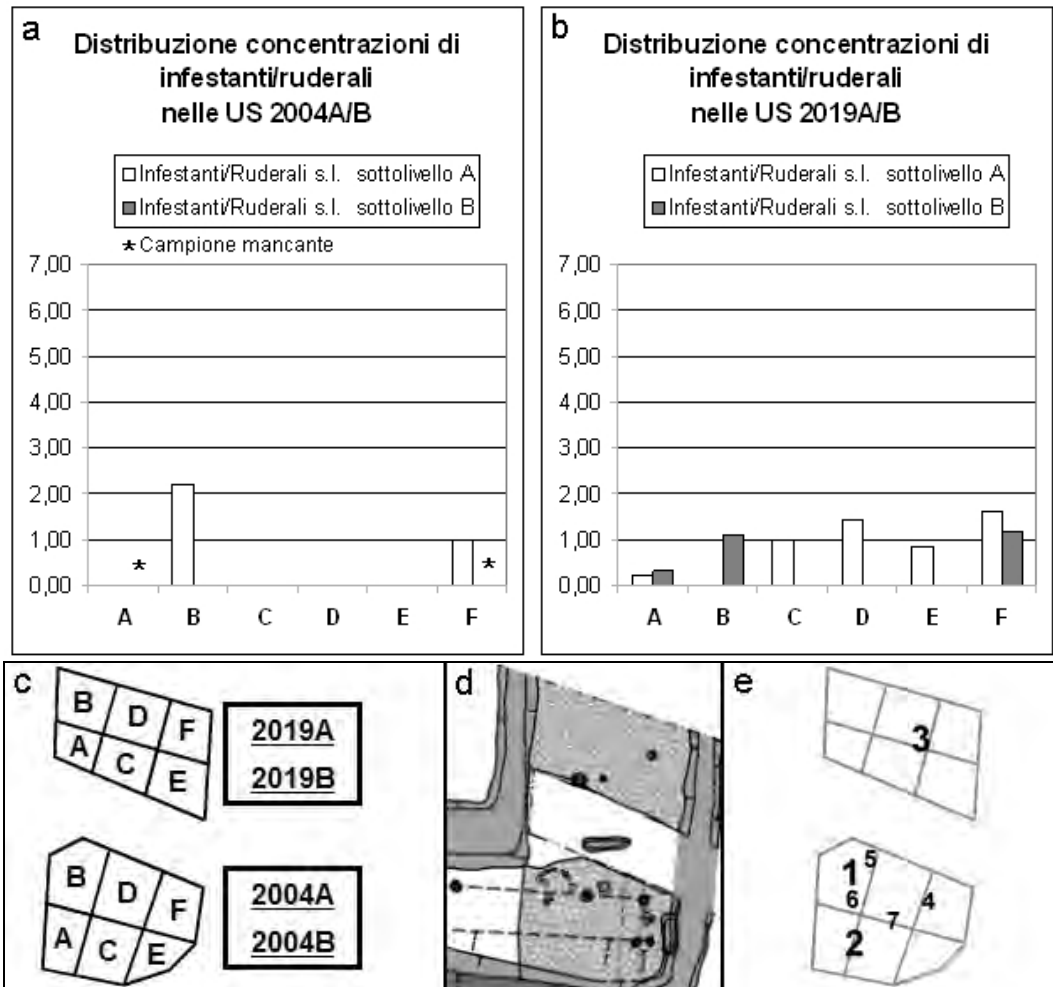 a
Distribuzione concentrazioni di
infestanti/ruderali
nelle US 2004A/B
Infestanti/Ruderali s.l. sottolivello A
Infestanti/Ruderali s.l. sottolivello B
* Campione mancante
7,00
6,00
5,00
4,00
3,00
2,00
1,00
0,00
* *
A B C D E F
b
Distribuzione concentrazioni di
infestanti/ruderali
nelle US 2019A/B
Infestanti/Ruderali s.l. sottolivello A
Infestanti/Ruderali s.l. sottolivello B
7,00
6,00
5,00
4,00
3,00
2,00
1,00
0,00
A B C D E F
c
B D F
A C E
2019A
2019B
B D F
A C E
2004A
2004B
d
e
3
1 5
6 7 4
2